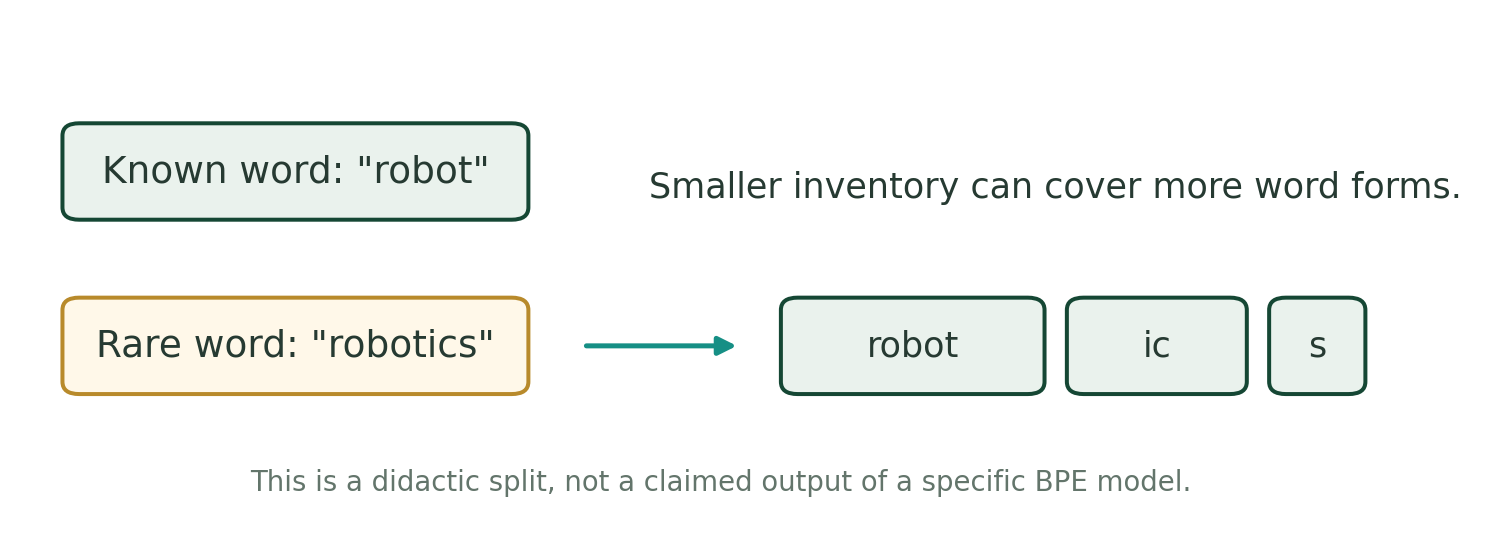 Known word: "robot"
Smaller inventory can cover more word forms.
Rare word: "robotics"
robot
ic
s
This is a didactic split, not a claimed output of a specific BPE model.